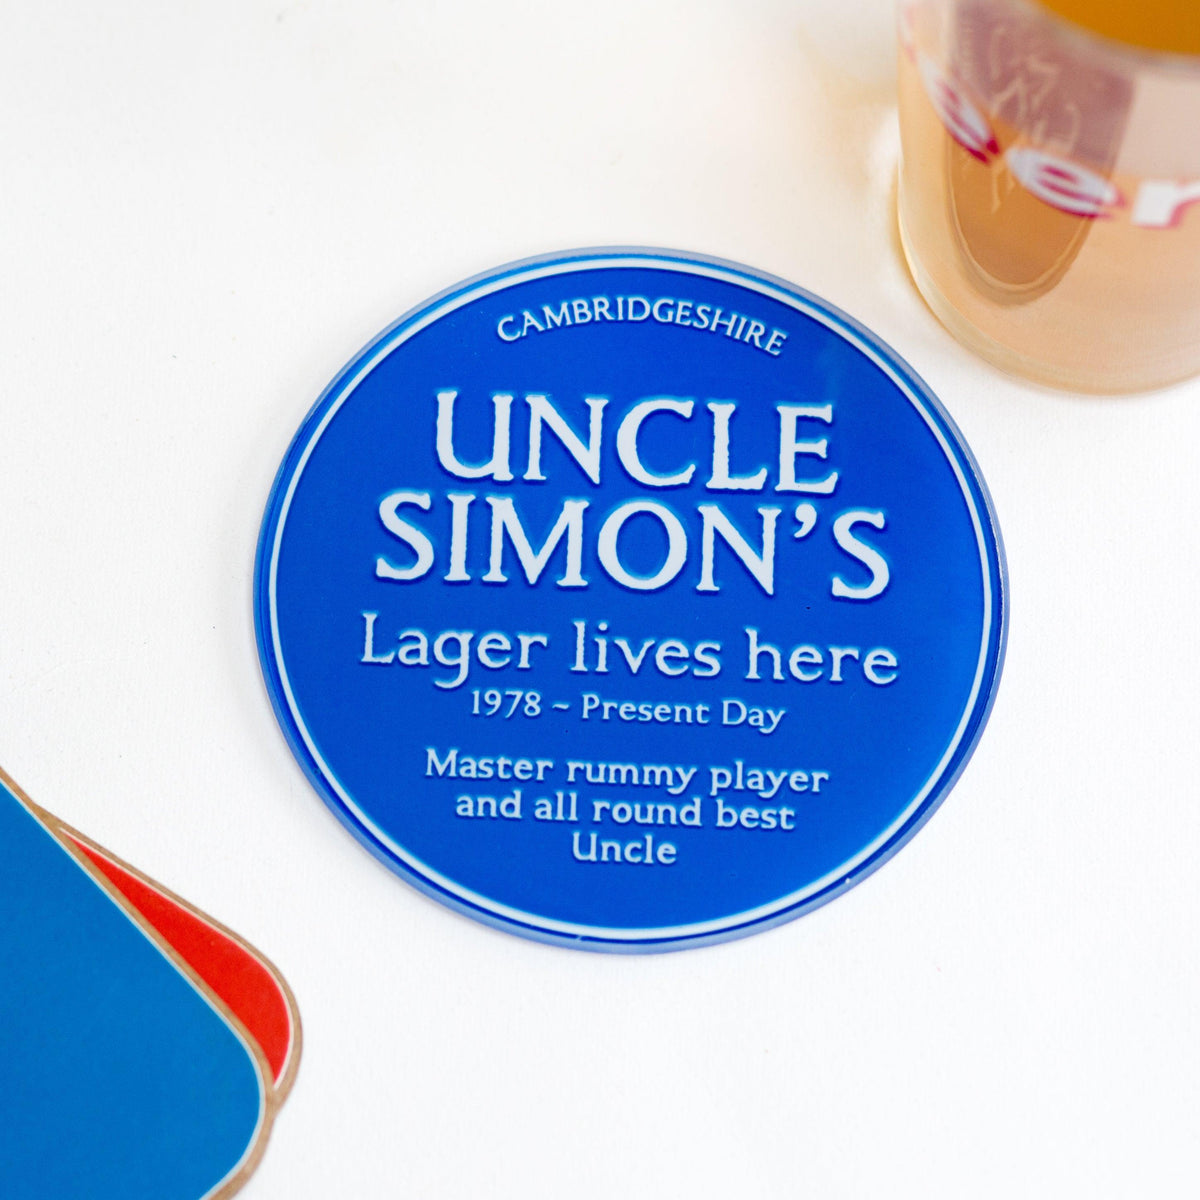 CAMBRIDGESHIRE
UNCLE
SIMON'S
Lager lives here
1978 ~ Present Day
Master rummy player
and all round best
Uncle